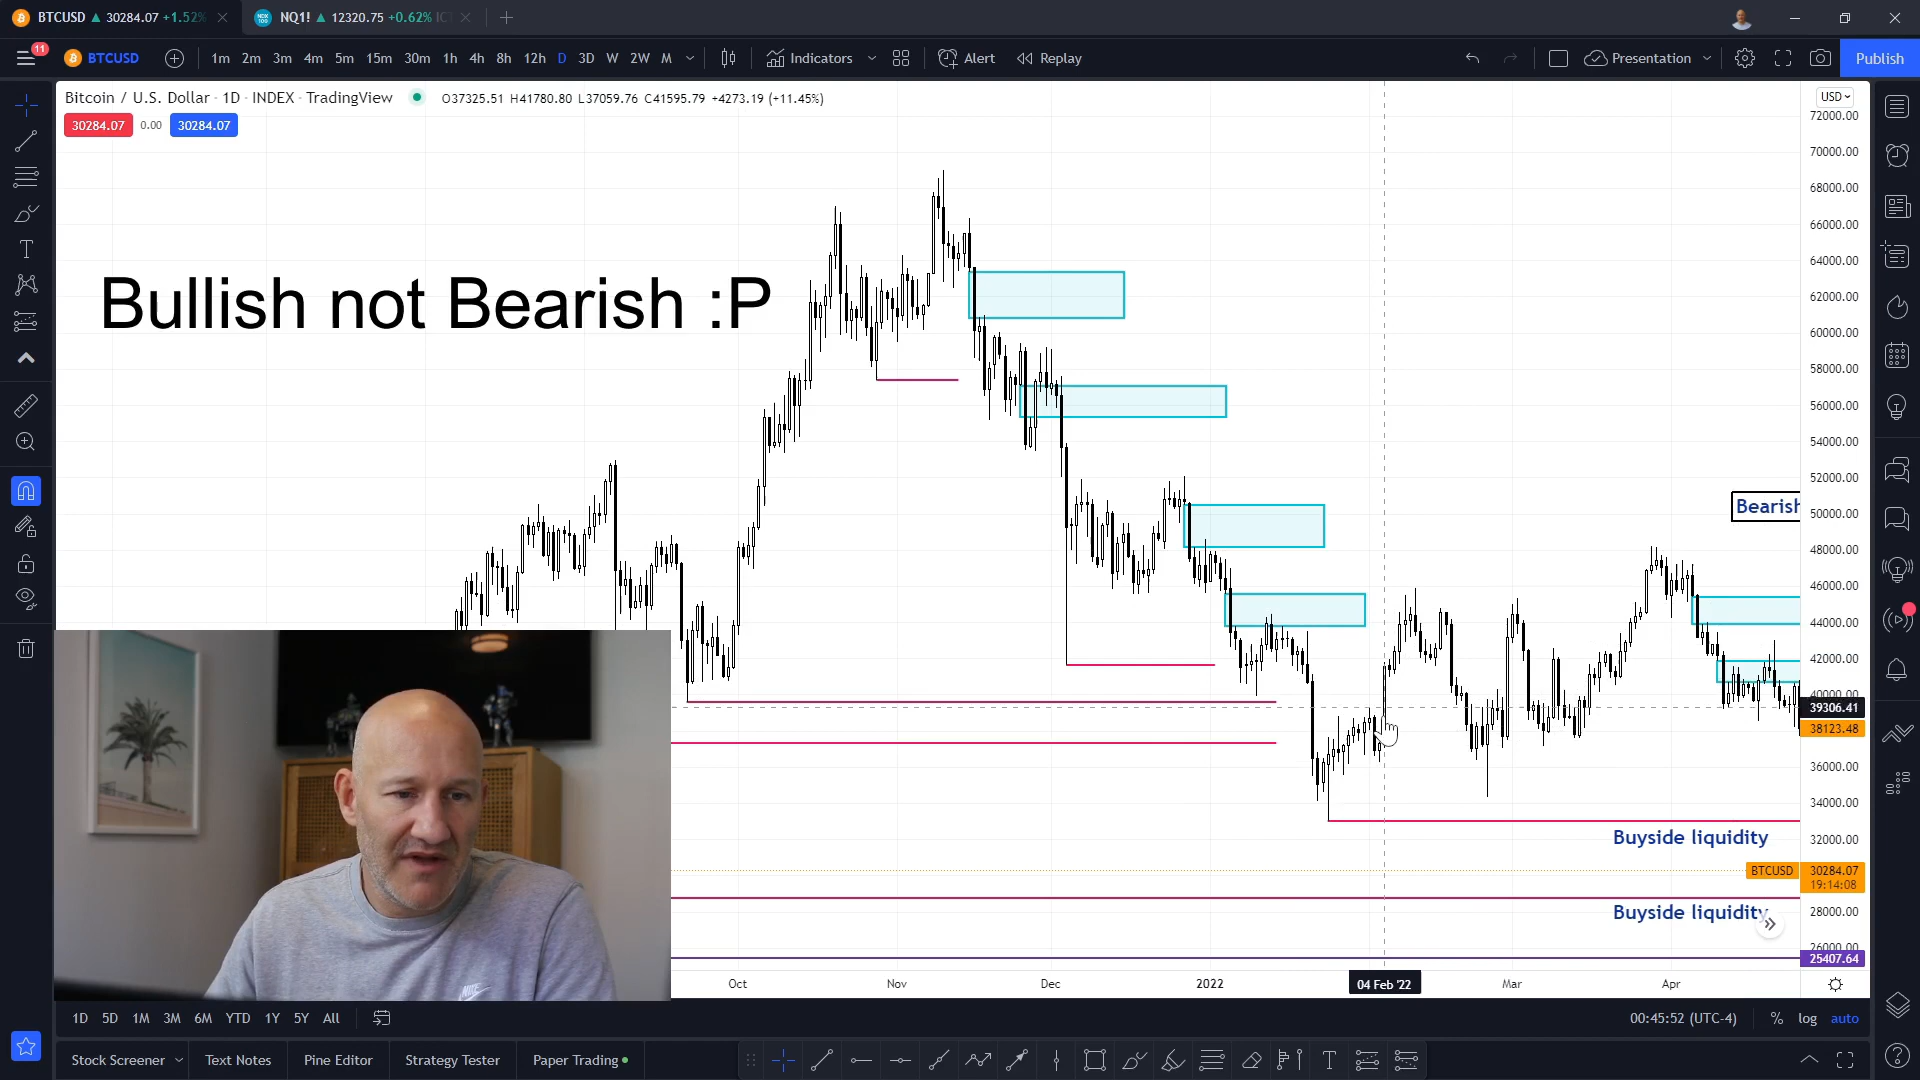 BTCUSD ▲ 30284.07 +1.52%
NQ1! ▲ 12320.75 +0.62% ICT
11
BTCUSD
1m 2m 3m 4m 5m 15m 30m 1h 4h 8h 12h D 3D W 2W M
Indicators
Alert
Replay
Presentation
Publish
Bitcoin / U.S. Dollar · 1D · INDEX · TradingView
O37325.51 H41780.80 L37059.76 C41595.79 +4273.19 (+11.45%)
30284.07 0.00 30284.07
USD
72000.00
70000.00
68000.00
66000.00
64000.00
62000.00
60000.00
58000.00
56000.00
54000.00
52000.00
50000.00
48000.00
46000.00
44000.00
42000.00
40000.00
39306.41
38123.48
36000.00
34000.00
32000.00
BTCUSD 30284.07
19:14:08
28000.00
26000.00
25407.64
Bullish not Bearish :P
Bearish
Buyside liquidity
Buyside liquidity
Oct Nov Dec 2022 04 Feb '22 Mar Apr
1D 5D 1M 3M 6M YTD 1Y 5Y All
00:45:52 (UTC-4) % log auto
Stock Screener Text Notes Pine Editor Strategy Tester Paper Trading